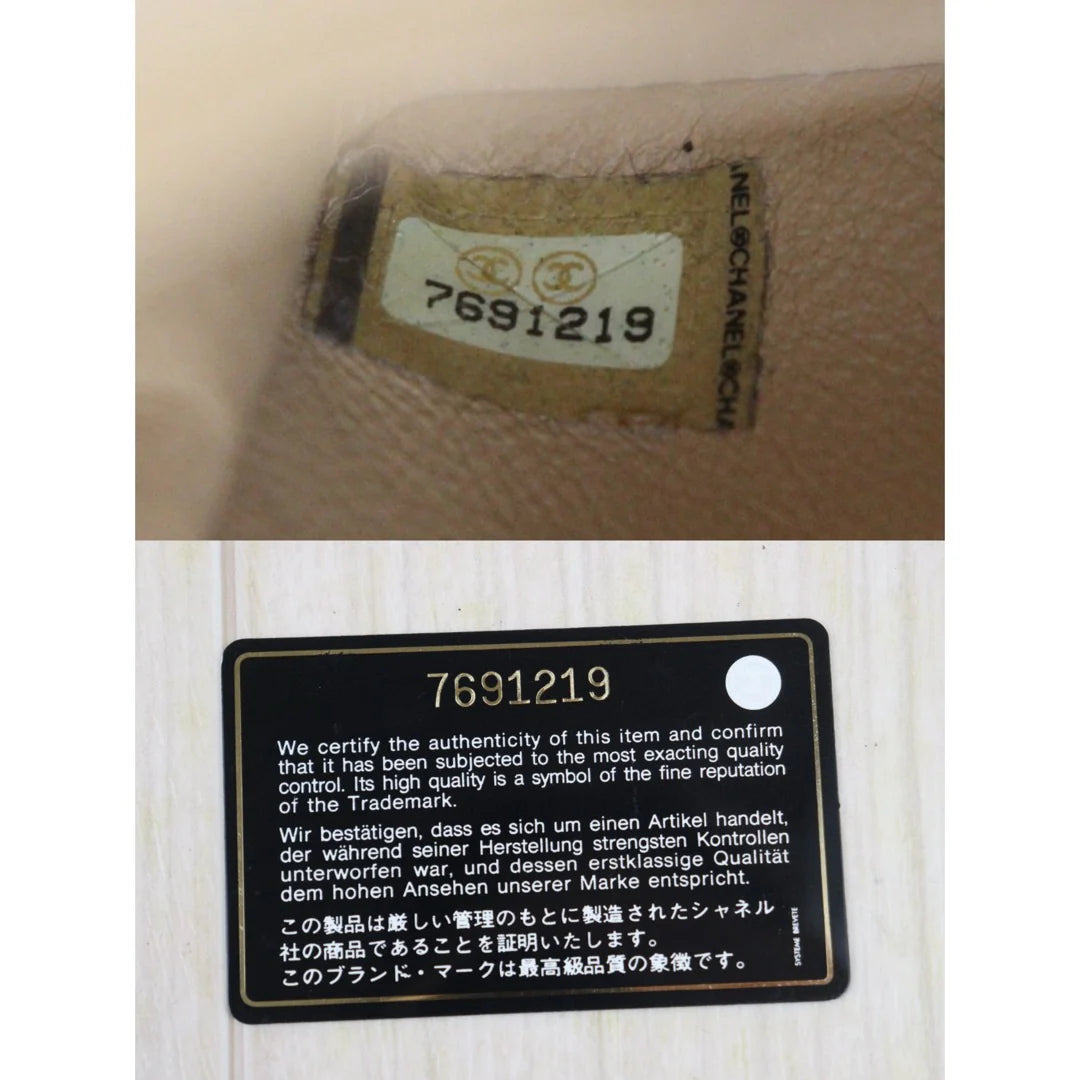 7691219
ANEL CHANEL CHA
7691219
We certify the authenticity of this item and confirm
that it has been subjected to the most exacting quality
control. Its high quality is a symbol of the fine reputation
of the Trademark.
Wir bestätigen, dass es sich um einen Artikel handelt,
der während seiner Herstellung strengsten Kontrollen
unterworfen war, und dessen erstklassige Qualität
dem hohen Ansehen unserer Marke entspricht.
この製品は厳しい管理のもとに製造されたシャネル
社の商品であることを証明いたします。
このブランド・マークは最高級品質の象徴です。
SYSTEME BREVETE